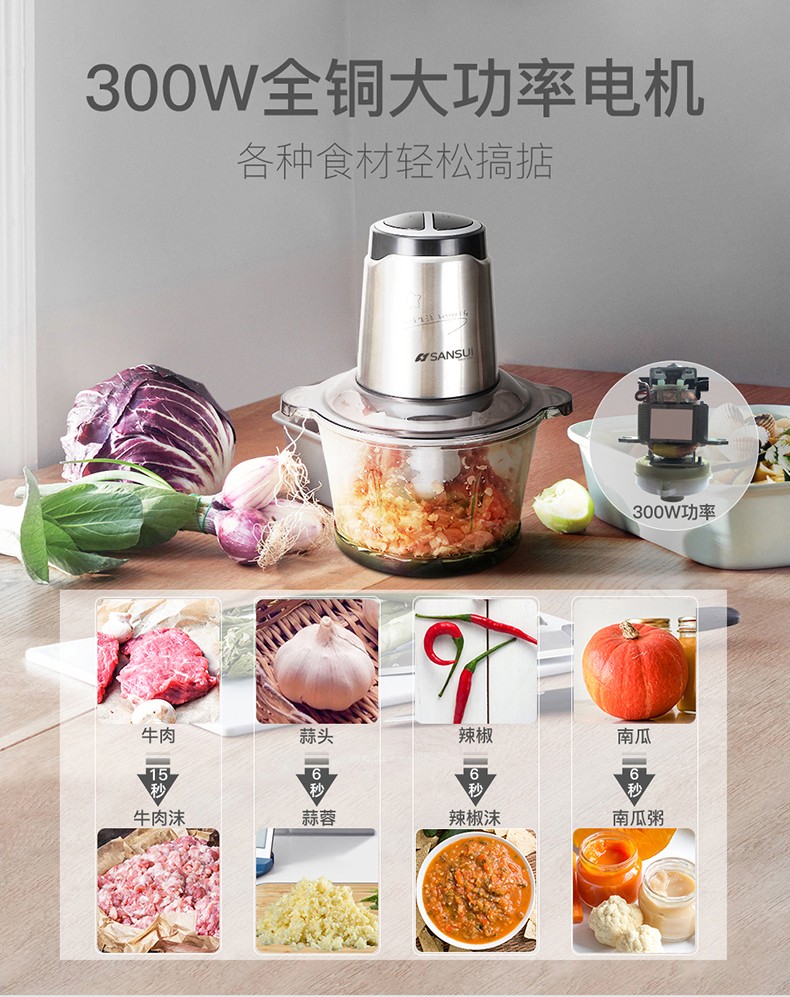 300W全铜大功率电机
各种食材轻松搞掂
SANSUI
300W功率
牛肉 蒜头 辣椒 南瓜
15秒 6秒 6秒 6秒
牛肉沫 蒜蓉 辣椒沫 南瓜粥